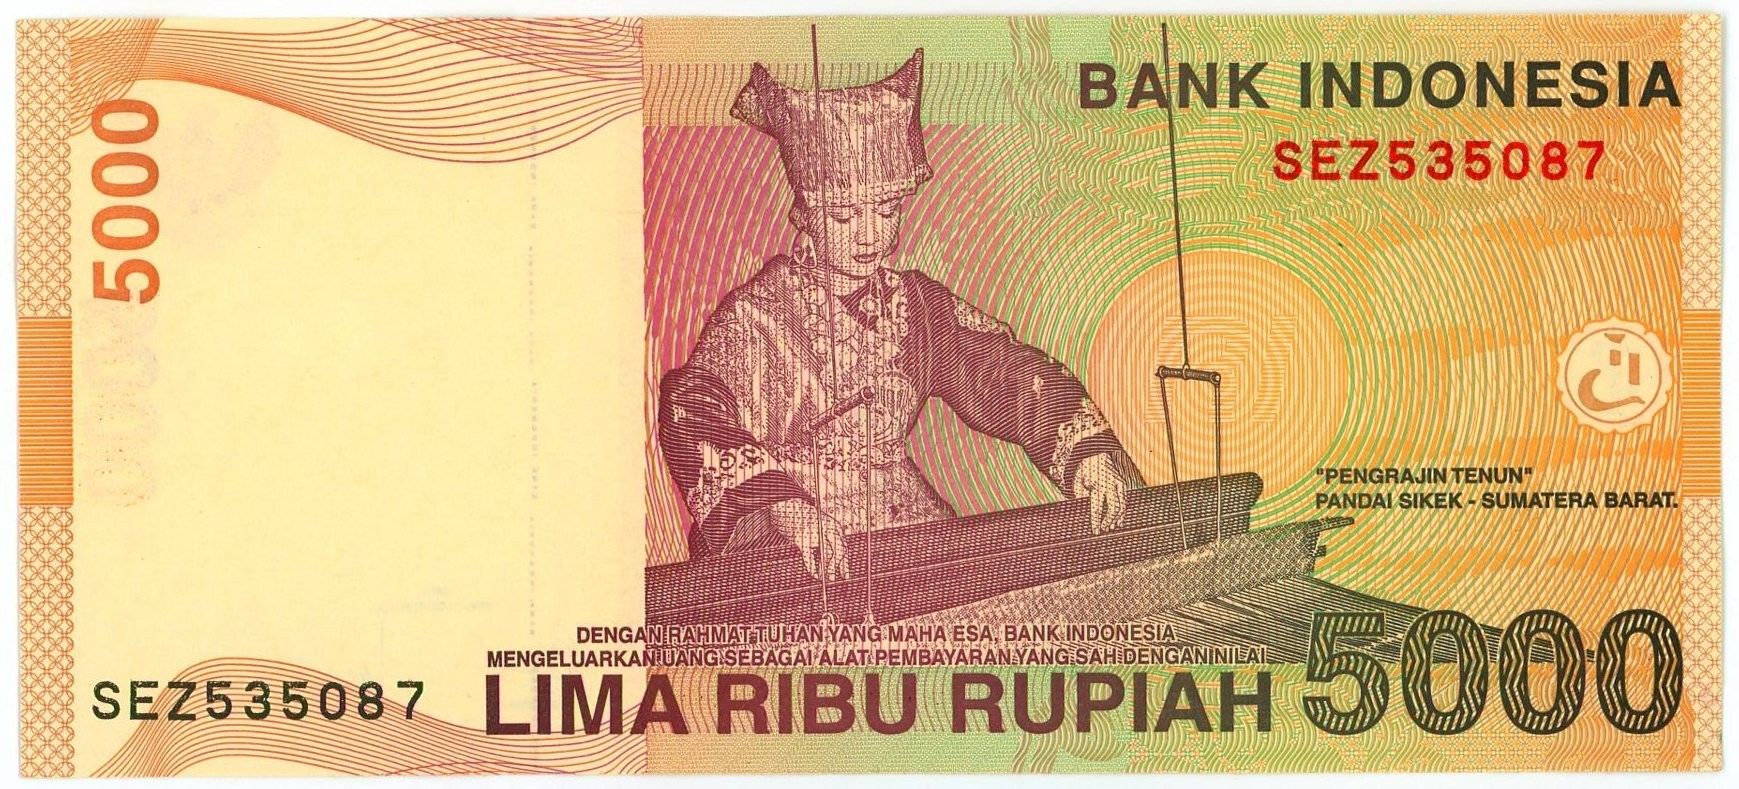 5000
BANK INDONESIA
SEZ535087
"PENGRAJIN TENUN"
PANDAI SIKEK - SUMATERA BARAT.
DENGAN RAHMAT TUHAN YANG MAHA ESA, BANK INDONESIA
MENGELUARKAN UANG SEBAGAI ALAT PEMBAYARAN YANG SAH DENGAN NILAI
LIMA RIBU RUPIAH 5000
SEZ535087